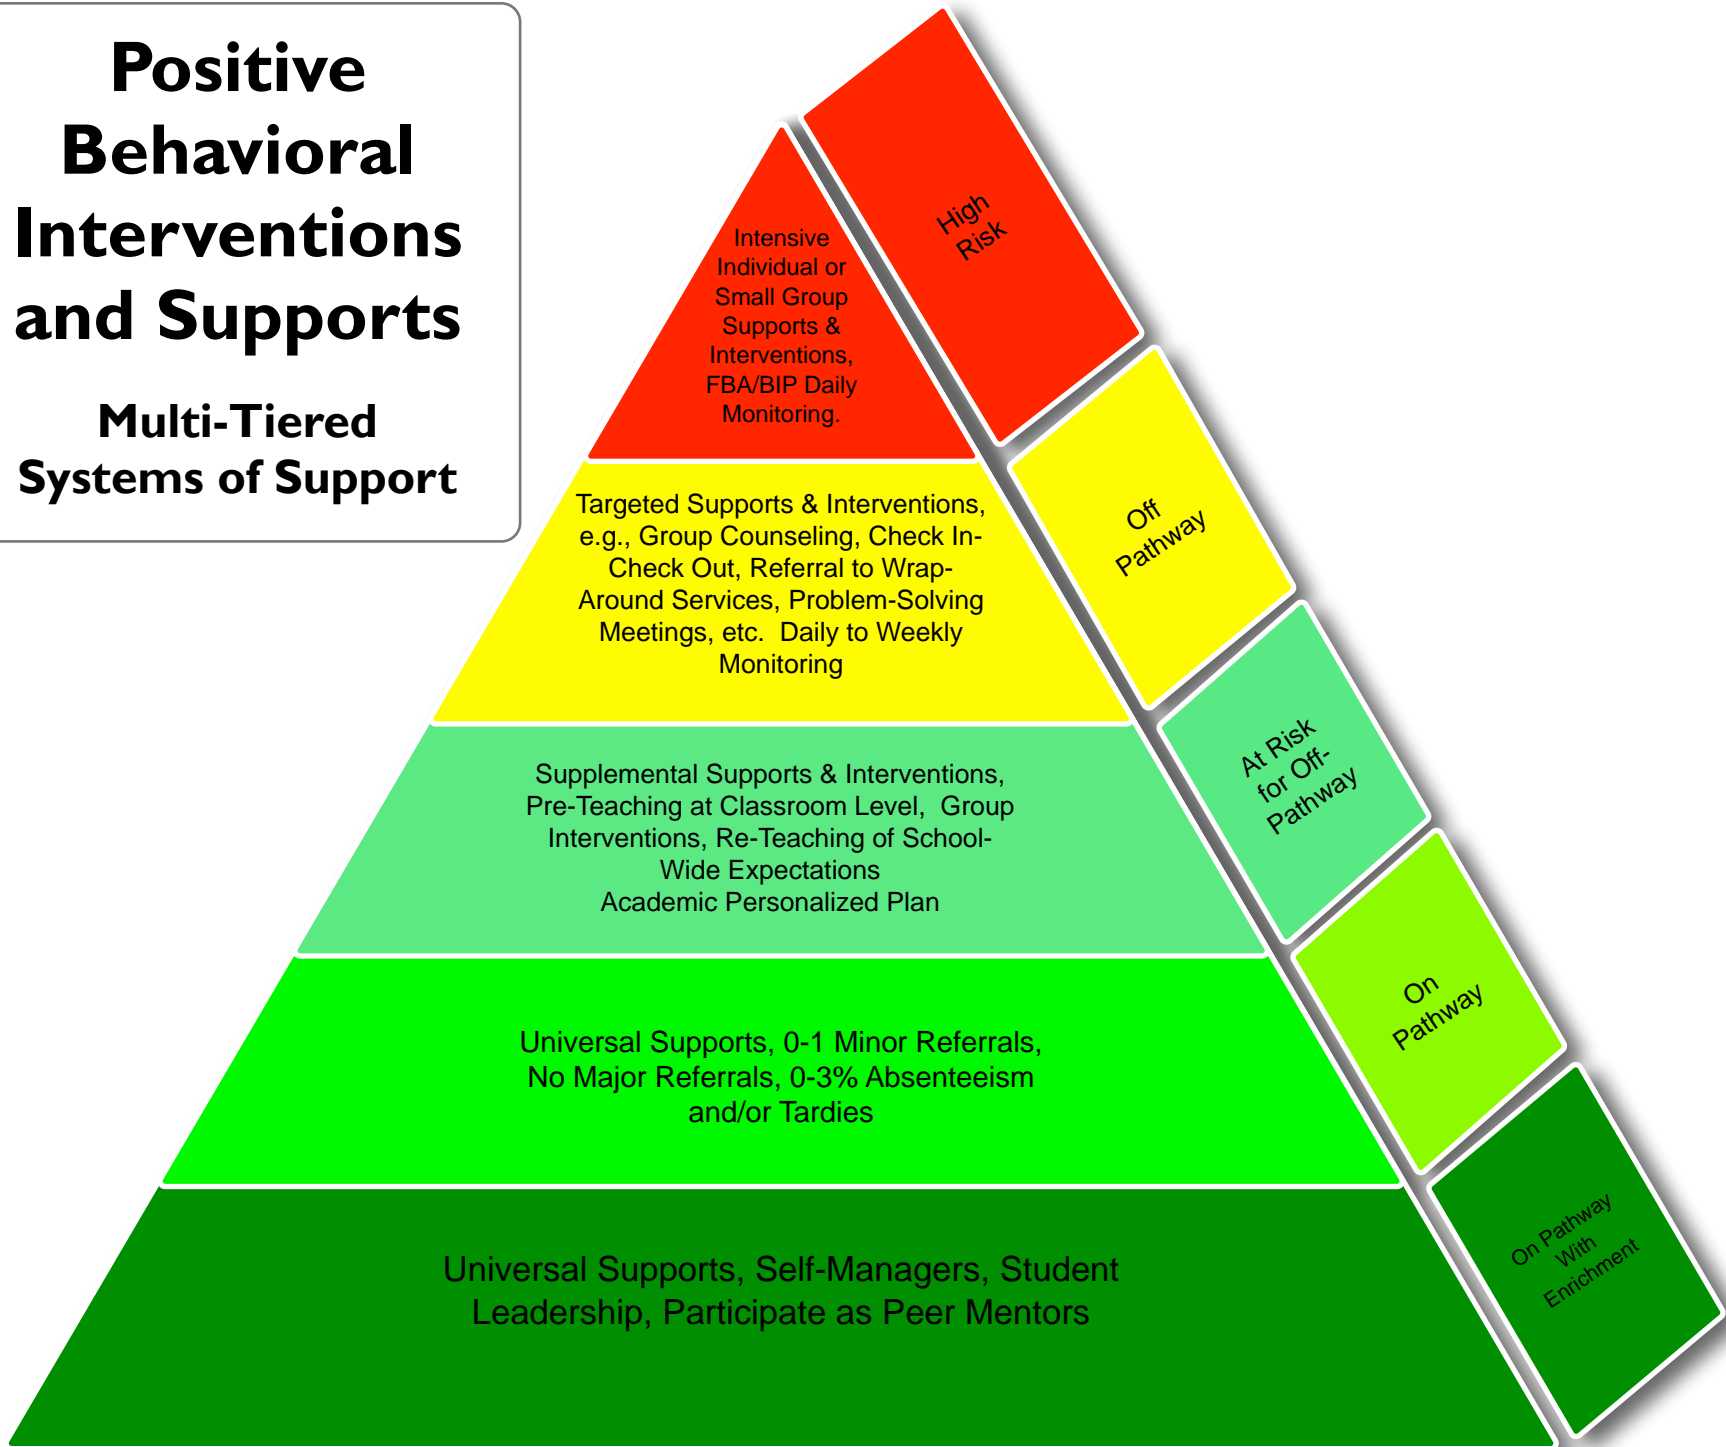 Positive
Behavioral
Interventions
and Supports
Multi-Tiered
Systems of Support
Intensive
Individual or
Small Group
Supports &
Interventions,
FBA/BIP Daily
Monitoring.
High
Risk
Targeted Supports & Interventions,
e.g., Group Counseling, Check In-
Check Out, Referral to Wrap-
Around Services, Problem-Solving
Meetings, etc.  Daily to Weekly
Monitoring
Off
Pathway
Supplemental Supports & Interventions,
Pre-Teaching at Classroom Level,  Group
Interventions, Re-Teaching of School-
Wide Expectations
Academic Personalized Plan
At Risk
for Off-
Pathway
Universal Supports, 0-1 Minor Referrals,
No Major Referrals, 0-3% Absenteeism
and/or Tardies
On
Pathway
Universal Supports, Self-Managers, Student
Leadership, Participate as Peer Mentors
On Pathway
With
Enrichment